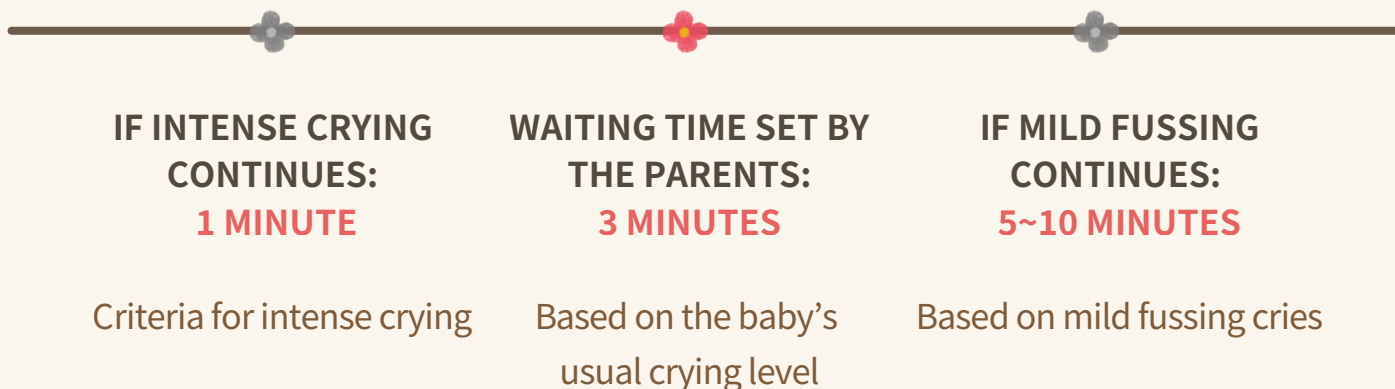 IF INTENSE CRYING
CONTINUES:
1 MINUTE
Criteria for intense crying
WAITING TIME SET BY
THE PARENTS:
3 MINUTES
Based on the baby’s
usual crying level
IF MILD FUSSING
CONTINUES:
5~10 MINUTES
Based on mild fussing cries